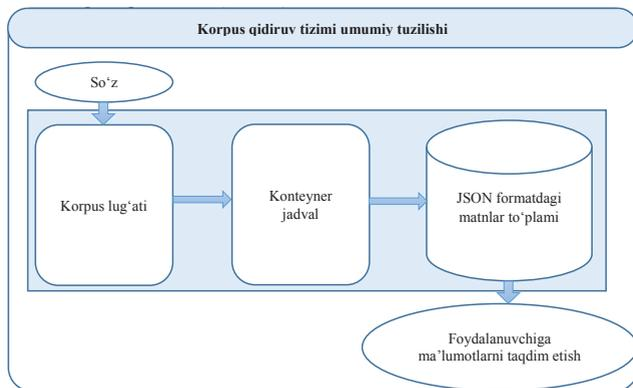 Korpus qidiruv tizimi umumiy tuzilishi
So‘z
Korpus lug‘ati
Konteyner
jadval
JSON formatdagi
matnlar to‘plami
Foydalanuvchiga
ma’lumotlarni taqdim etish